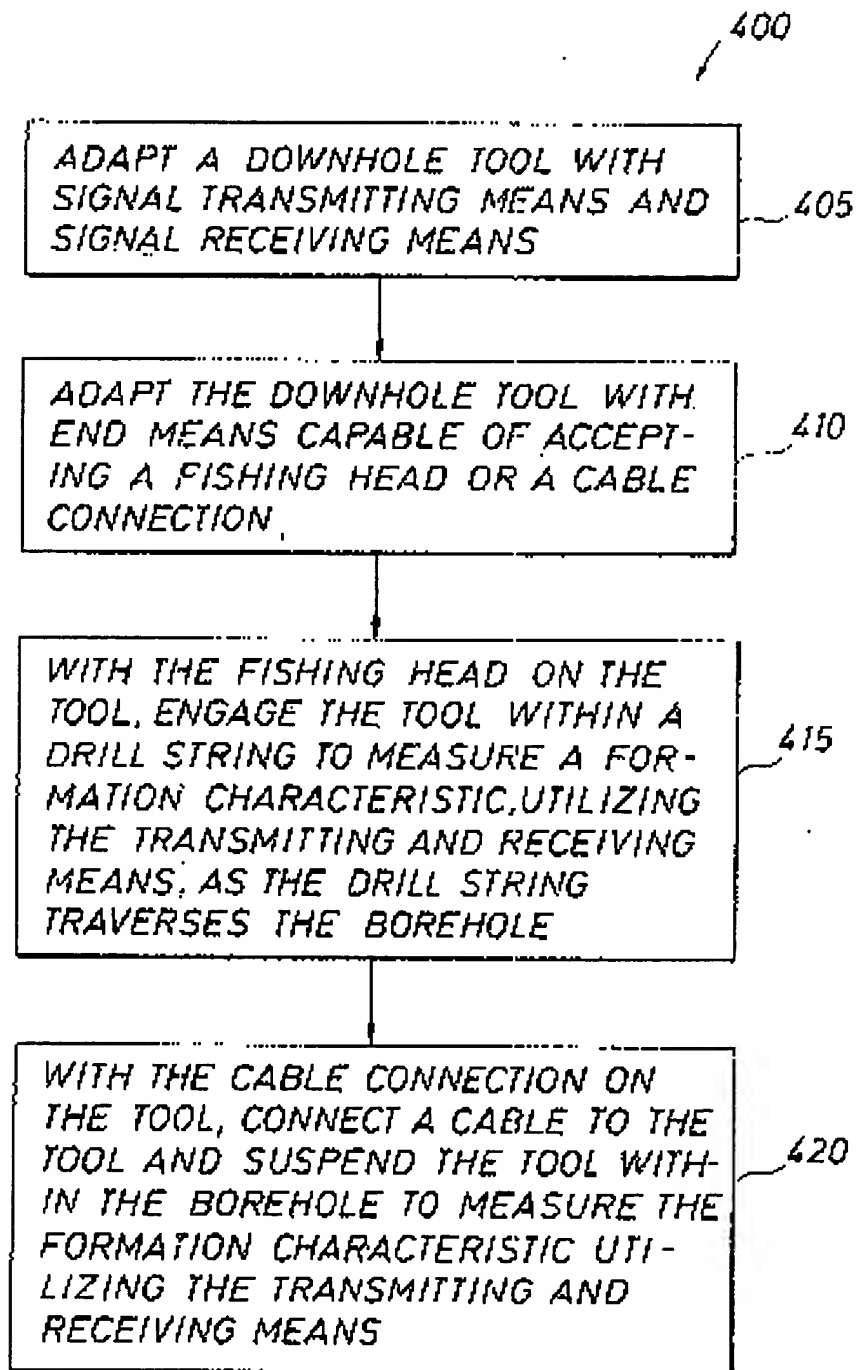 400
ADAPT A DOWNHOLE TOOL WITH
SIGNAL TRANSMITTING MEANS AND
SIGNAL RECEIVING MEANS
405
ADAPT THE DOWNHOLE TOOL WITH
END MEANS CAPABLE OF ACCEPT-
ING A FISHING HEAD OR A CABLE
CONNECTION
410
WITH THE FISHING HEAD ON THE
TOOL, ENGAGE THE TOOL WITHIN A
DRILL STRING TO MEASURE A FOR-
MATION CHARACTERISTIC, UTILIZING
THE TRANSMITTING AND RECEIVING
MEANS, AS THE DRILL STRING
TRAVERSES THE BOREHOLE
415
WITH THE CABLE CONNECTION ON
THE TOOL, CONNECT A CABLE TO THE
TOOL AND SUSPEND THE TOOL WITH-
IN THE BOREHOLE TO MEASURE THE
FORMATION CHARACTERISTIC UTI-
LIZING THE TRANSMITTING AND
RECEIVING MEANS
420